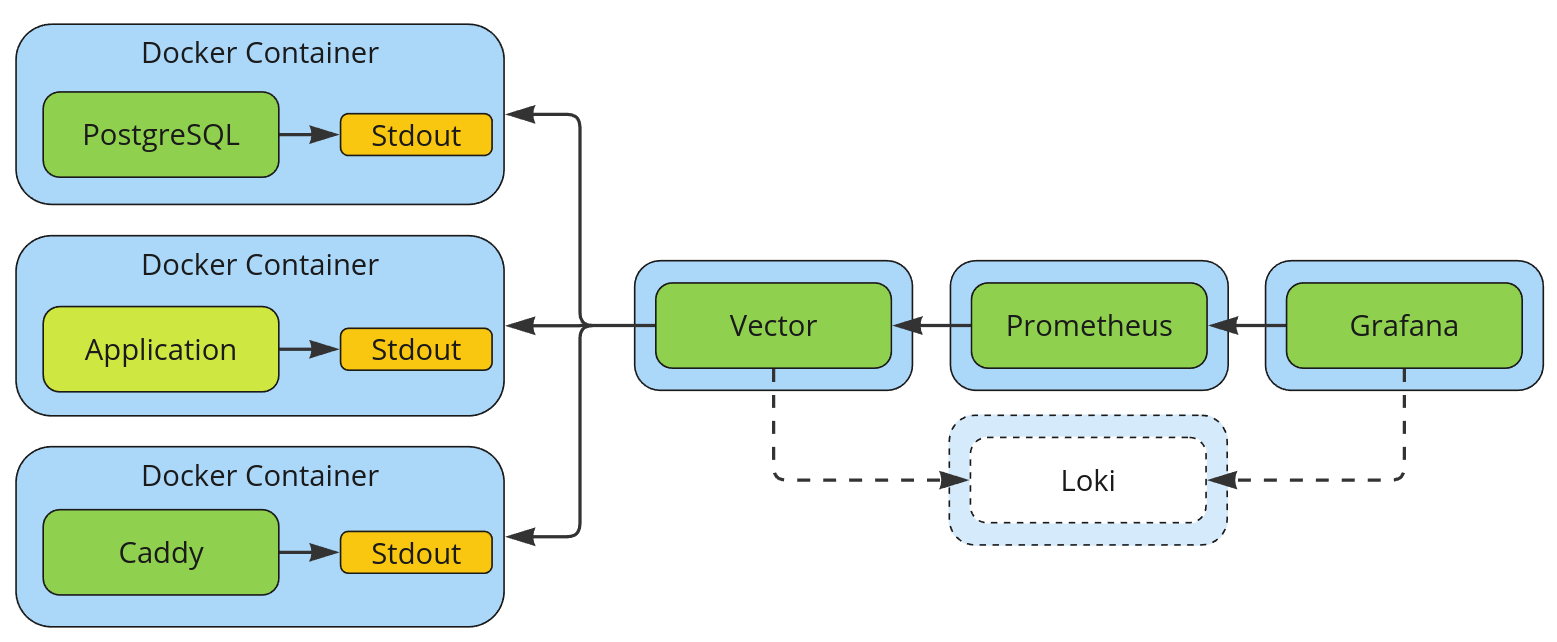 Docker Container
PostgreSQL
Stdout
Docker Container
Application
Stdout
Docker Container
Caddy
Stdout
Vector
Prometheus
Grafana
Loki